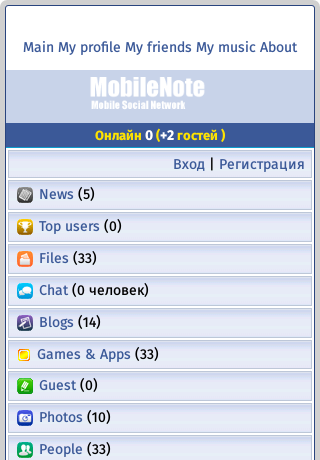 Main My profile My friends My music About
MobileNote
Mobile Social Network
Онлайн 0 (+2 гостей )
Вход | Регистрация
News (5)
Top users (0)
Files (33)
Chat (0 человек)
Blogs (14)
Games & Apps (33)
Guest (0)
Photos (10)
People (33)